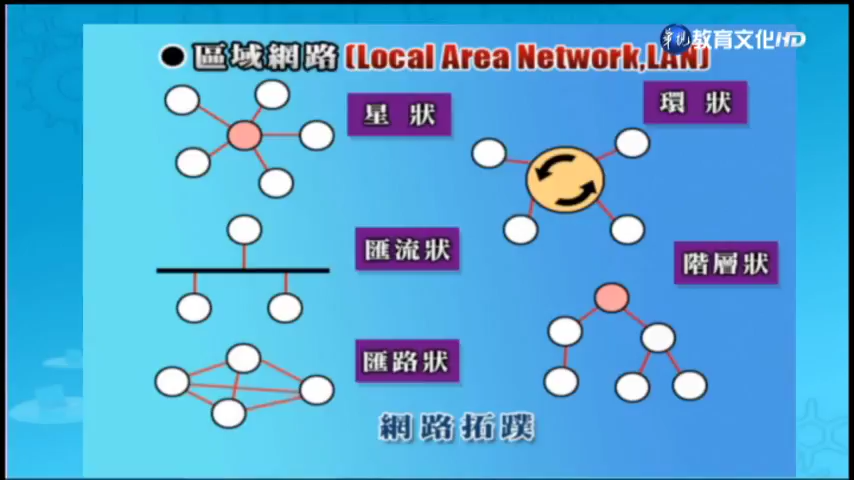 華視教育文化HD
●區域網路(Local Area Network,LAN)
星 狀
環 狀
匯流狀
階層狀
匯路狀
網路拓蹼